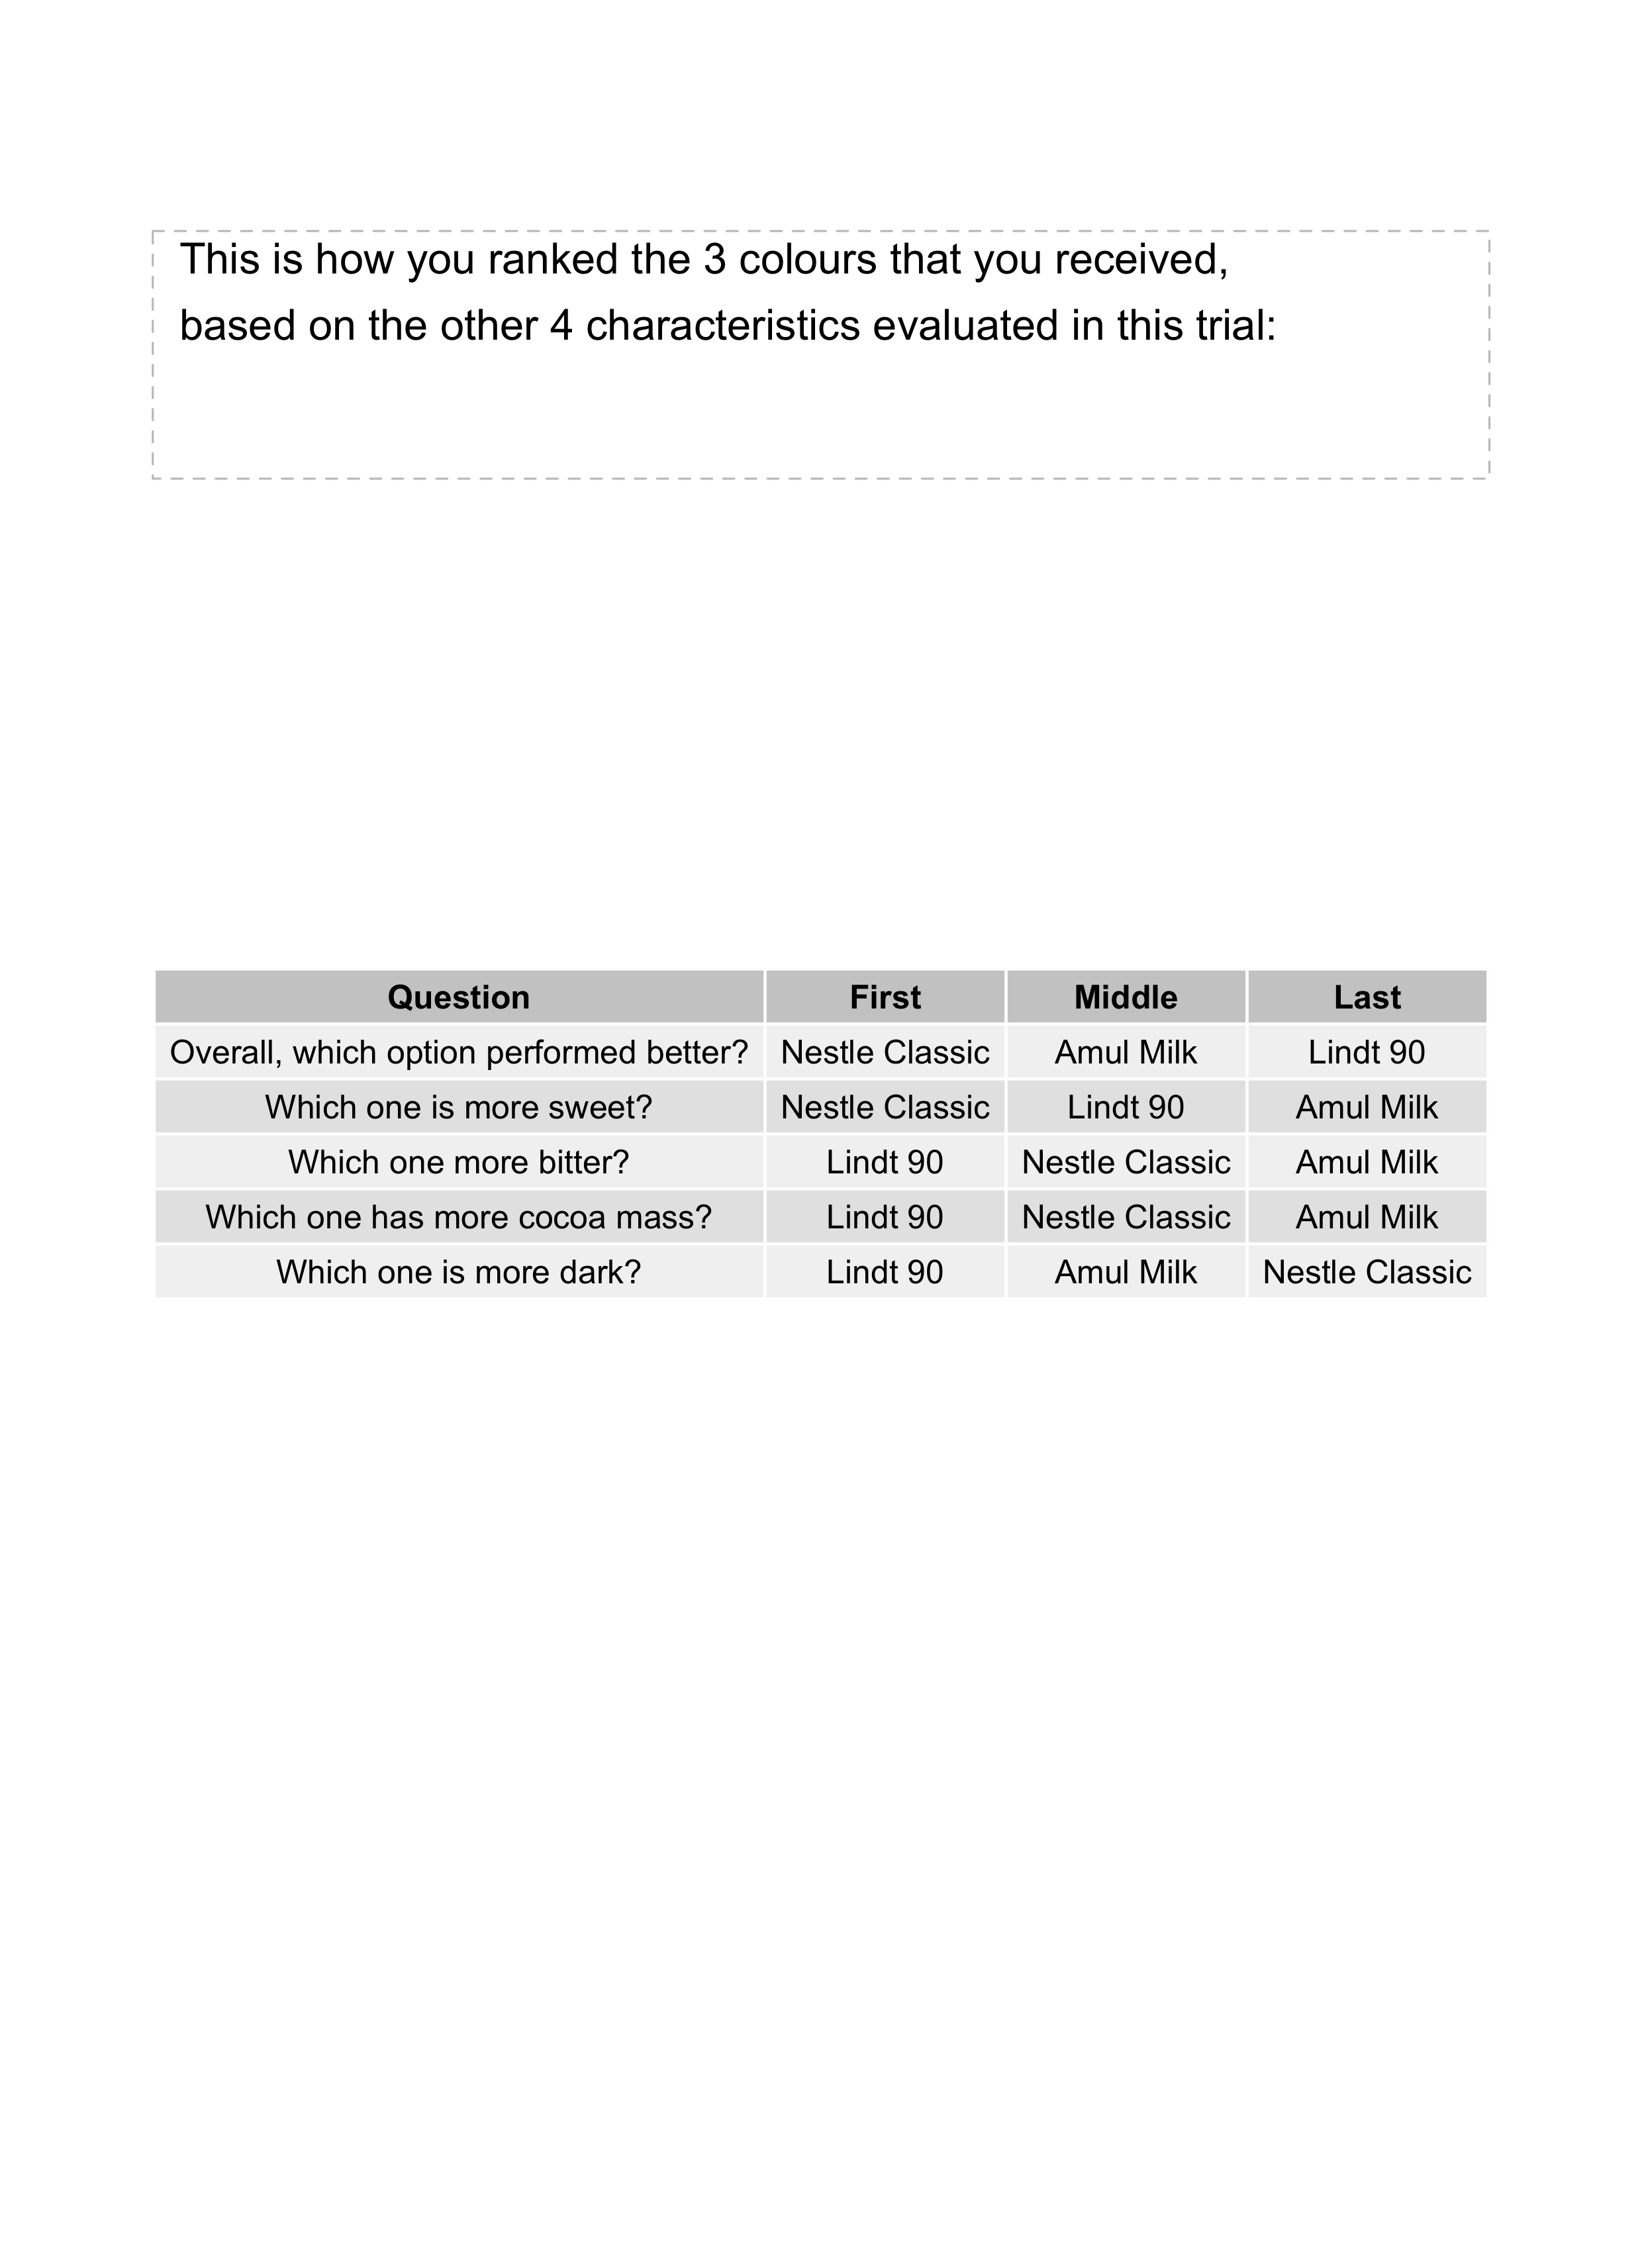 This is how you ranked the 3 colours that you received,
based on the other 4 characteristics evaluated in this trial:
Question First Middle Last
Overall, which option performed better? Nestle Classic Amul Milk Lindt 90
Which one is more sweet? Nestle Classic Lindt 90 Amul Milk
Which one more bitter? Lindt 90 Nestle Classic Amul Milk
Which one has more cocoa mass? Lindt 90 Nestle Classic Amul Milk
Which one is more dark? Lindt 90 Amul Milk Nestle Classic